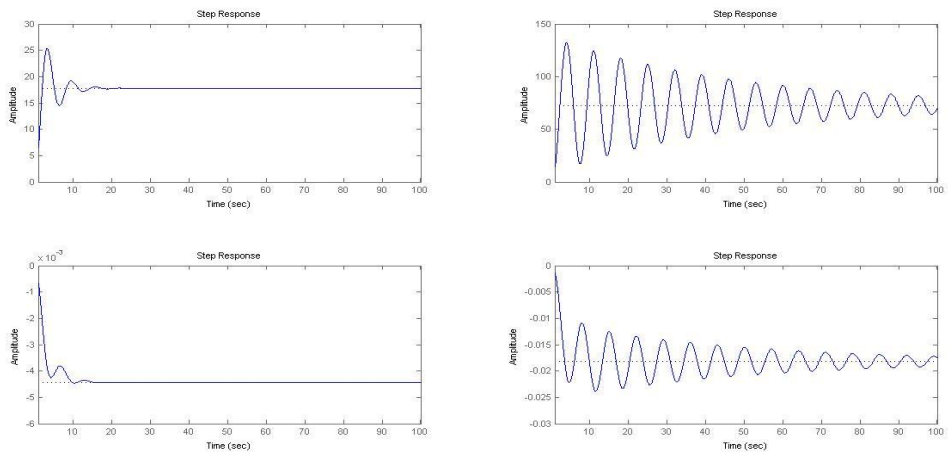 Step Response
30
25
20
15
10
5
0
Amplitude
10 20 30 40 50 60 70 80 90 100
Time (sec)
Step Response
150
100
50
0
Amplitude
10 20 30 40 50 60 70 80 90 100
Time (sec)
Step Response
× 10⁻³
0
-1
-2
-3
-4
-5
-6
Amplitude
10 20 30 40 50 60 70 80 90 100
Time (sec)
Step Response
0
-0.005
-0.01
-0.015
-0.02
-0.025
-0.03
Amplitude
10 20 30 40 50 60 70 80 90 100
Time (sec)